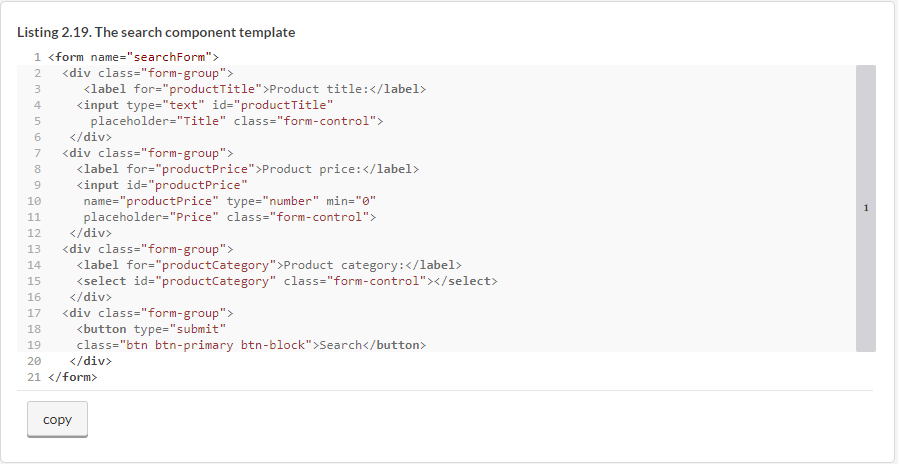 Listing 2.19. The search component template
1 <form name="searchForm">
2   <div class="form-group">
3      <label for="productTitle">Product title:</label>
4     <input type="text" id="productTitle"
5       placeholder="Title" class="form-control">
6    </div>
7   <div class="form-group">
8     <label for="productPrice">Product price:</label>
9     <input id="productPrice"
10      name="productPrice" type="number" min="0"
11      placeholder="Price" class="form-control">
12    </div>
13   <div class="form-group">
14     <label for="productCategory">Product category:</label>
15     <select id="productCategory" class="form-control"></select>
16    </div>
17   <div class="form-group">
18     <button type="submit"
19     class="btn btn-primary btn-block">Search</button>
20    </div>
21 </form>
1
copy